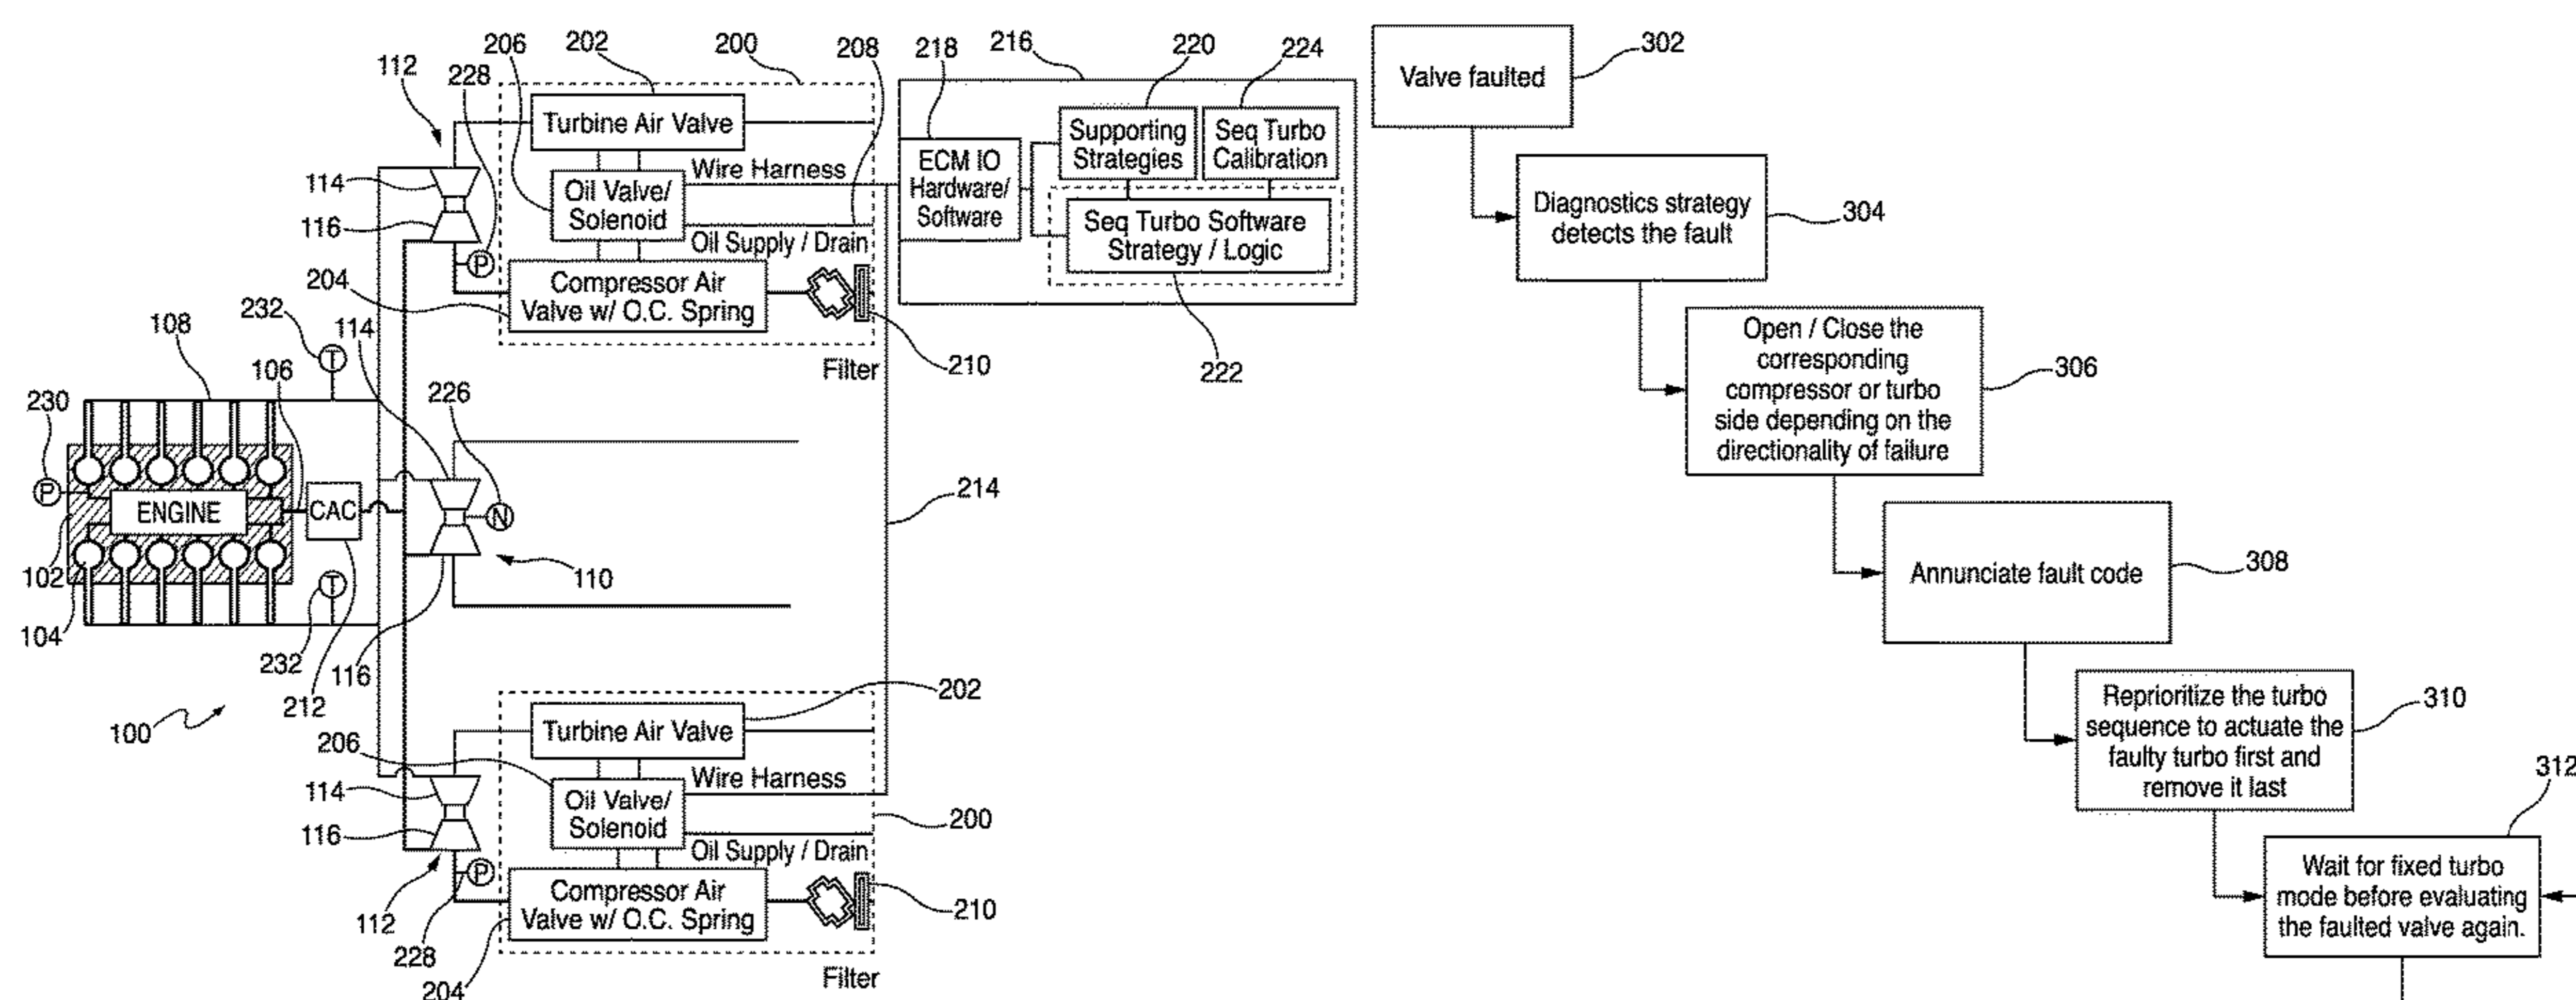 206
202
200
208
218
216
220
224
302
112
228
Turbine Air Valve
Supporting
Strategies
Seq Turbo
Calibration
Valve faulted
ECM IO
Hardware/
Software
Wire Harness
114
Oil Valve/
Solenoid
116
Oil Supply / Drain
P
Seq Turbo Software
Strategy / Logic
Diagnostics strategy
detects the fault
304
204
Compressor Air
Valve w/ O.C. Spring
232
108
114
T
Filter
210
222
Open / Close the
corresponding
compressor or turbo
side depending on the
directionality of failure
306
106
230
226
P
ENGINE
CAC
N
214
102
110
104
T
232
116
212
100
Annunciate fault code
308
202
Turbine Air Valve
206
Wire Harness
114
Oil Valve/
Solenoid
200
116
Oil Supply / Drain
P
Compressor Air
Valve w/ O.C. Spring
210
112
228
204
Filter
Reprioritize the turbo
sequence to actuate the
faulty turbo first and
remove it last
310
312
Wait for fixed turbo
mode before evaluating
the faulted valve again.